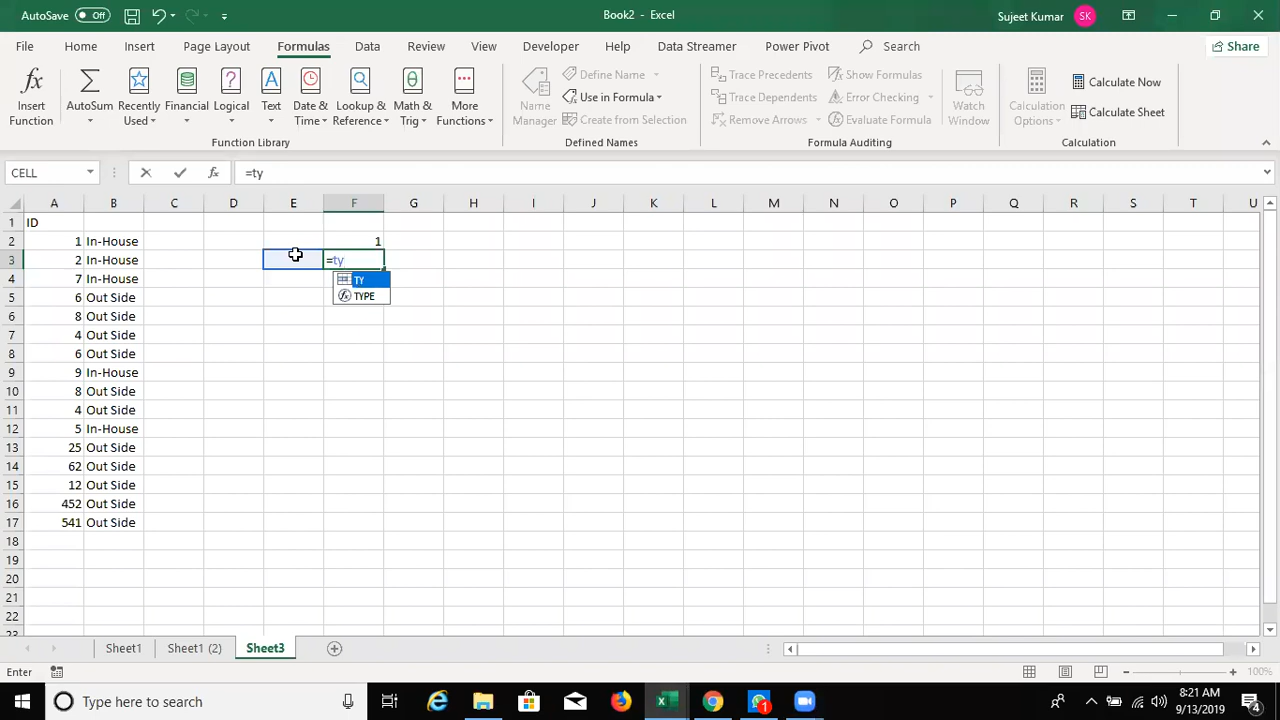 AutoSave Off Book2 - Excel Sujeet Kumar SK
File Home Insert Page Layout Formulas Data Review View Developer Help Data Streamer Power Pivot Search Share
Insert Function
AutoSum
Recently Used
Financial
Logical
Text
Date & Time
Lookup & Reference
Math & Trig
More Functions
Function Library
Name Manager
Define Name
Use in Formula
Create from Selection
Defined Names
Trace Precedents
Trace Dependents
Remove Arrows
Show Formulas
Error Checking
Evaluate Formula
Formula Auditing
Watch Window
Calculation Options
Calculate Now
Calculate Sheet
Calculation
CELL fx =ty
A B C D E F G H I J K L M N O P Q R S T U
1 ID
2 1 In-House 1
3 2 In-House =ty
4 7 In-House TY
5 6 Out Side TYPE
6 8 Out Side
7 4 Out Side
8 6 Out Side
9 9 In-House
10 8 Out Side
11 4 Out Side
12 5 In-House
13 25 Out Side
14 62 Out Side
15 12 Out Side
16 452 Out Side
17 541 Out Side
18
19
20
21
22
23
Sheet1 Sheet1 (2) Sheet3
Enter 100%
Type here to search 1 8:21 AM
9/13/2019 4